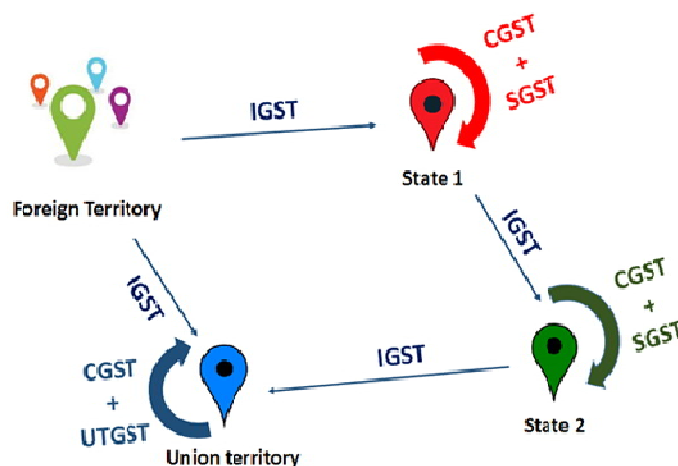 CGST
+
SGST
IGST
State 1
Foreign Territory
IGST
IGST
CGST
+
SGST
IGST
CGST
+
UTGST
State 2
Union territory